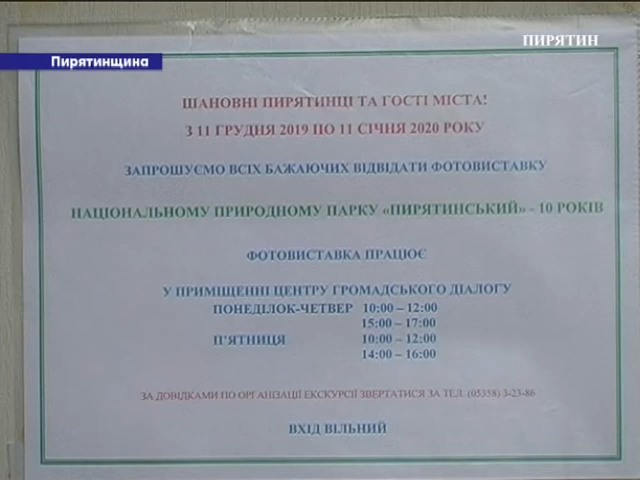 ПИРЯТИН
Пирятинщина
ШАНОВНІ ПИРЯТИНЦІ ТА ГОСТІ МІСТА!
З 11 ГРУДНЯ 2019 ПО 11 СІЧНЯ 2020 РОКУ
ЗАПРОШУЄМО ВСІХ БАЖАЮЧИХ ВІДВІДАТИ ФОТОВИСТАВКУ
НАЦІОНАЛЬНОМУ ПРИРОДНОМУ ПАРКУ «ПИРЯТИНСЬКИЙ» - 10 РОКІВ
ФОТОВИСТАВКА ПРАЦЮЄ
У ПРИМІЩЕННІ ЦЕНТРУ ГРОМАДСЬКОГО ДІАЛОГУ
ПОНЕДІЛОК-ЧЕТВЕР 10:00 – 12:00
15:00 – 17:00
П'ЯТНИЦЯ 10:00 – 12:00
14:00 – 16:00
ЗА ДОВІДКАМИ ПО ОРГАНІЗАЦІЇ ЕКСКУРСІЇ ЗВЕРТАТИСЯ ЗА ТЕЛ. (05358) 3-23-86
ВХІД ВІЛЬНИЙ